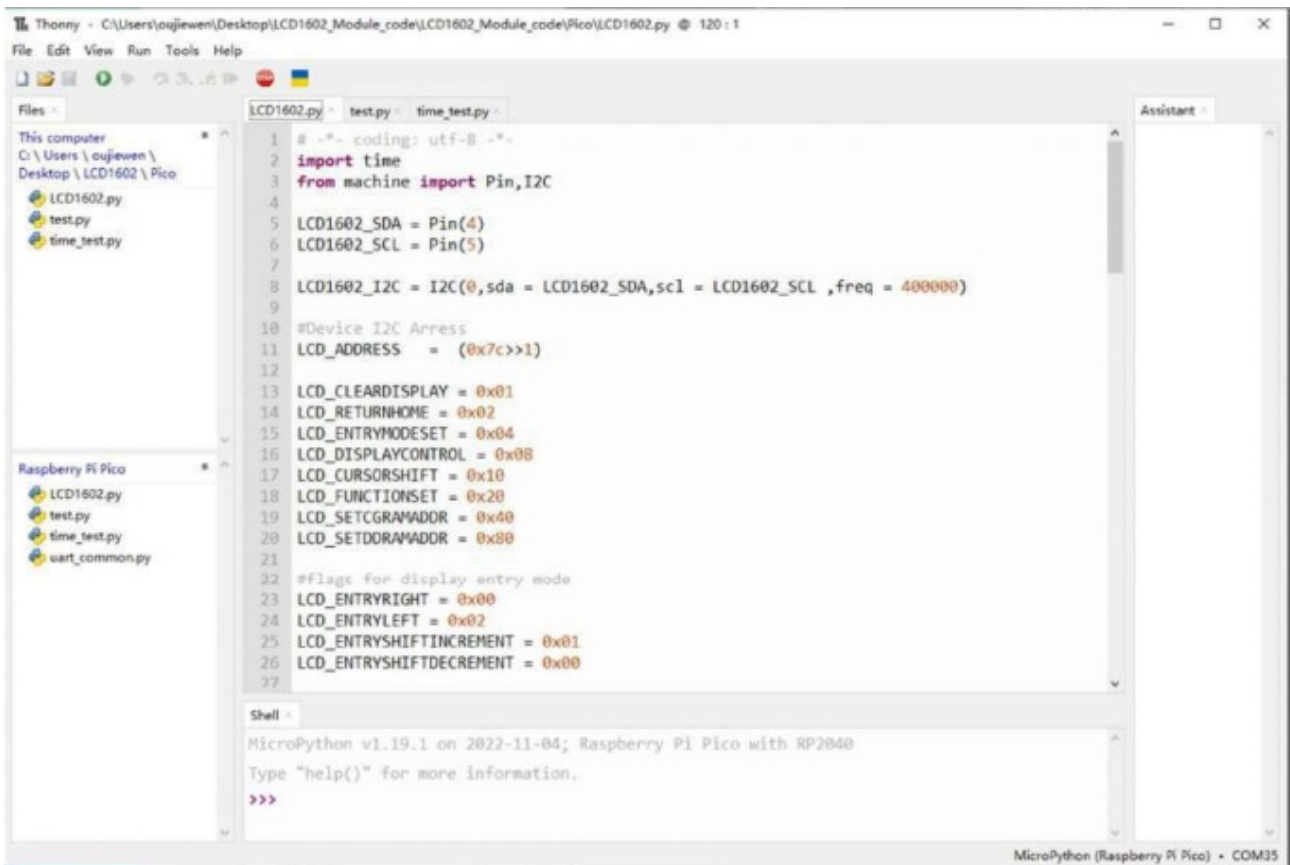 Thonny - C:\Users\oujiewen\Desktop\LCD1602_Module_code\LCD1602_Module_code\Pico\LCD1602.py @ 120 : 1
File Edit View Run Tools Help
Files
This computer
C: \ Users \ oujiewen \
Desktop \ LCD1602 \ Pico
LCD1602.py
test.py
time_test.py
Raspberry Pi Pico
LCD1602.py
test.py
time_test.py
uart_common.py
LCD1602.py test.py time_test.py
1 # -*- coding: utf-8 -*-
2 import time
3 from machine import Pin,I2C
4
5 LCD1602_SDA = Pin(4)
6 LCD1602_SCL = Pin(5)
7
8 LCD1602_I2C = I2C(0,sda = LCD1602_SDA,scl = LCD1602_SCL ,freq = 400000)
9
10 #Device I2C Arress
11 LCD_ADDRESS   =  (0x7c>>1)
12
13 LCD_CLEARDISPLAY = 0x01
14 LCD_RETURNHOME = 0x02
15 LCD_ENTRYMODESET = 0x04
16 LCD_DISPLAYCONTROL = 0x08
17 LCD_CURSORSHIFT = 0x10
18 LCD_FUNCTIONSET = 0x20
19 LCD_SETCGRAMADDR = 0x40
20 LCD_SETDDRAMADDR = 0x80
21
22 #flags for display entry mode
23 LCD_ENTRYRIGHT = 0x00
24 LCD_ENTRYLEFT = 0x02
25 LCD_ENTRYSHIFTINCREMENT = 0x01
26 LCD_ENTRYSHIFTDECREMENT = 0x00
27
Shell
MicroPython v1.19.1 on 2022-11-04; Raspberry Pi Pico with RP2040
Type "help()" for more information.
>>>
Assistant
MicroPython (Raspberry Pi Pico) • COM35